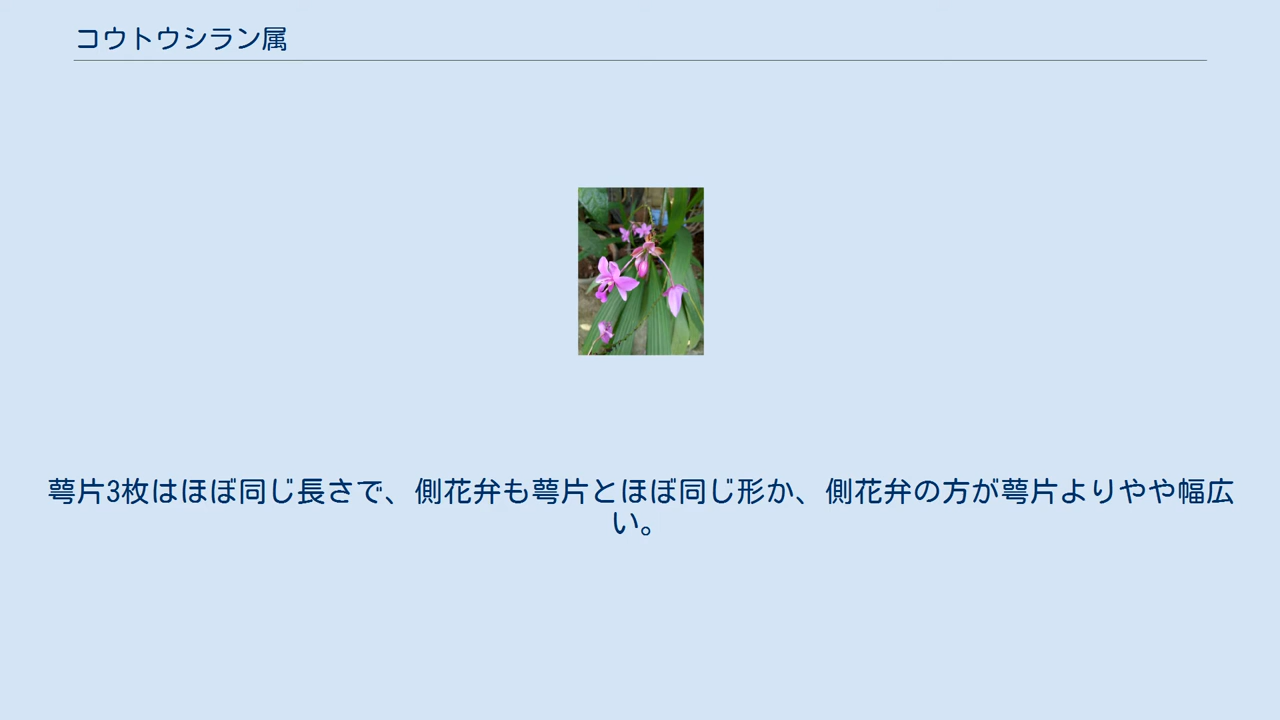 コウトウシラン属
萼片3枚はほぼ同じ長さで、側花弁も萼片とほぼ同じ形か、側花弁の方が萼片よりやや幅広
い。